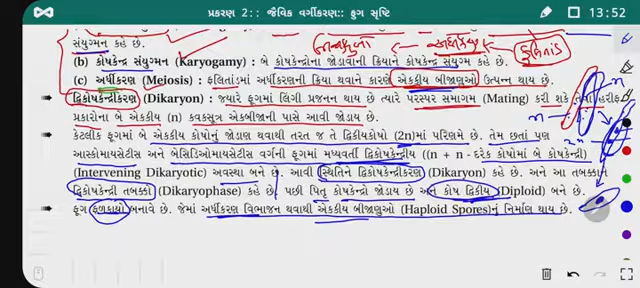 પ્રકરણ 2:: જૈવિક વર્ગીકરણ: ફુગ સૃષ્ટિ
13:52
સંયુગ્મન કહે છે.
(b) કોષકેન્દ્ર સંયુગ્મન (Karyogamy) : બે કોષકેન્દ્રોના જોડાવાની ક્રિયાને કોષકેન્દ્ર સંયુગ્મ કહે છે.
(c) અર્ધીકરણ (Meiosis) : ફલિતાંડમાં અર્ધીકરણની ક્રિયા થવાને કારણે એકકીય બીજાણુઓ ઉત્પન્ન થાય છે.
દ્વિકોષકેન્દ્રીકરણ (Dikaryon) : જ્યારે ફૂગમાં લિંગી પ્રજનન થાય છે ત્યારે પરસ્પર સમાગમ (Mating) કરી શકે તેવા હરીફ
પ્રકારોના બે એકકીય (n) કવકસૂત્ર એકબીજાની પાસે આવી જોડાય છે.
કેટલીક ફૂગમાં બે એકકીય કોષોનું જોડાણ થવાથી તરત જ તે દ્વિકીયકોષો (2n)માં પરિણમે છે. તેમ છતાં પણ
આસ્કોમાયસેટીસ અને બેસિડિઓમાયસેટીસ વર્ગની ફૂગમાં મધ્યવર્તી દ્વિકોષકેન્દ્રીય ((n + n - દરેક કોષોમાં બે કોષકેન્દ્ર)
(Intervening Dikaryotic) અવસ્થા બને છે. આવી સ્થિતિને દ્વિકોષકેન્દ્રીકરણ (Dikaryon) કહે છે. અને આ તબક્કાને
દ્વિકોષકેન્દ્રી તબક્કો (Dikaryophase) કહે છે. પછી પિતૃ કોષકેન્દ્રો જોડાય છે અને કોષ દ્વિકીય (Diploid) બને છે.
ફૂગ ફળકાયો બનાવે છે. જેમાં અર્ધીકરણ વિભાજન થવાથી એકકીય બીજાણુઓ (Haploid Spores)નું નિર્માણ થાય છે.